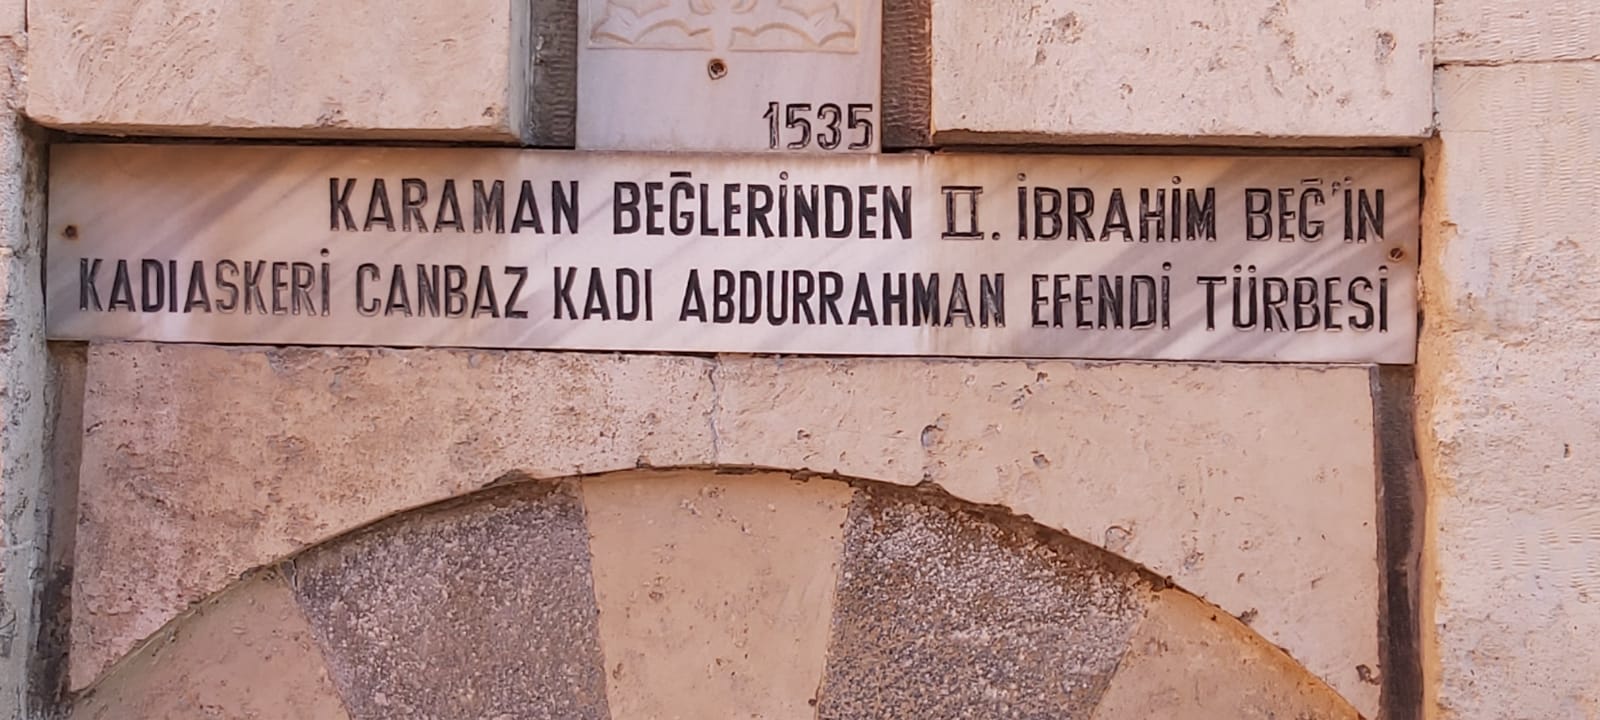 1535
KARAMAN BEĞLERİNDEN II. İBRAHİM BEĞ'İN
KADIASKERİ CANBAZ KADI ABDURRAHMAN EFENDİ TÜRBESİ